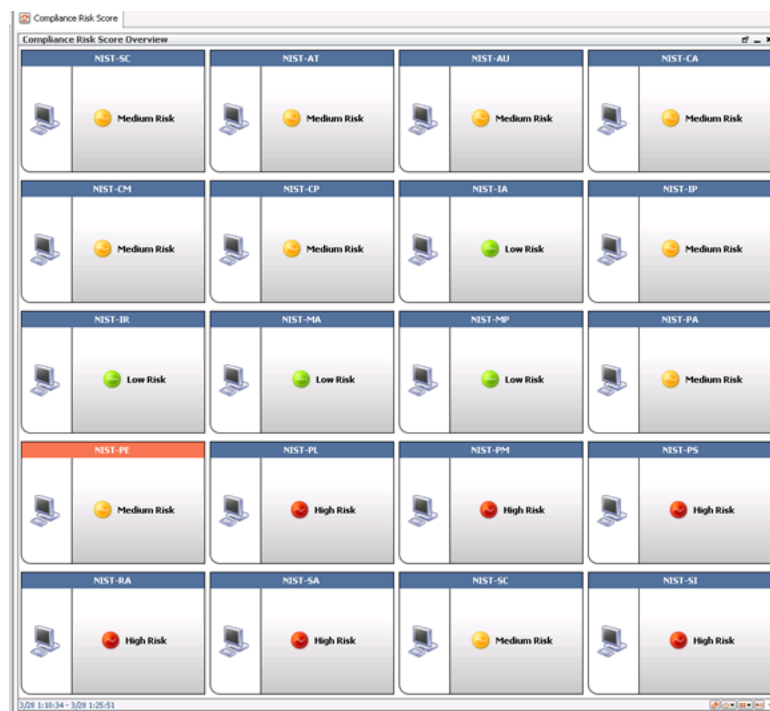 Compliance Risk Score
Compliance Risk Score Overview
NIST-SC NIST-AT NIST-AU NIST-CA
Medium Risk Medium Risk Medium Risk Medium Risk
NIST-CM NIST-CP NIST-IA NIST-IP
Medium Risk Medium Risk Low Risk Medium Risk
NIST-IR NIST-MA NIST-MP NIST-PA
Low Risk Low Risk Low Risk Medium Risk
NIST-PE NIST-PL NIST-PM NIST-PS
Medium Risk High Risk High Risk High Risk
NIST-RA NIST-SA NIST-SC NIST-SI
High Risk High Risk Medium Risk High Risk
3/28 1:10:34 - 3/28 1:25:51